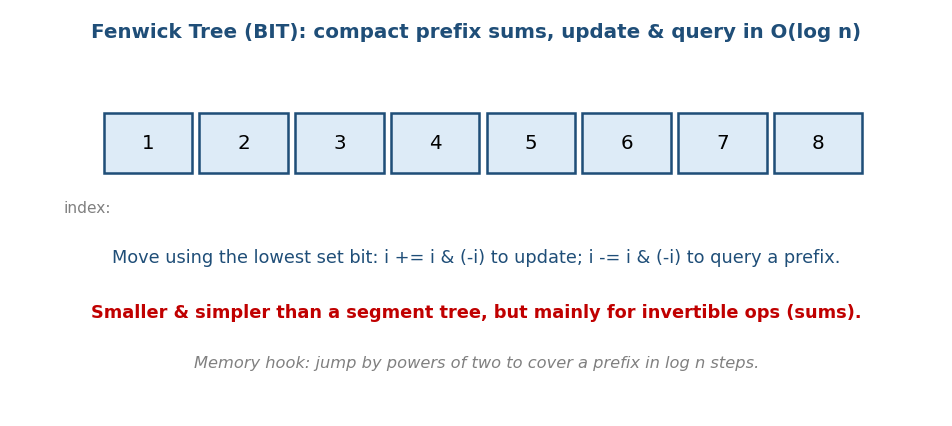 Fenwick Tree (BIT): compact prefix sums, update & query in O(log n)
1 2 3 4 5 6 7 8
index:
Move using the lowest set bit: i += i & (-i) to update; i -= i & (-i) to query a prefix.
Smaller & simpler than a segment tree, but mainly for invertible ops (sums).
Memory hook: jump by powers of two to cover a prefix in log n steps.